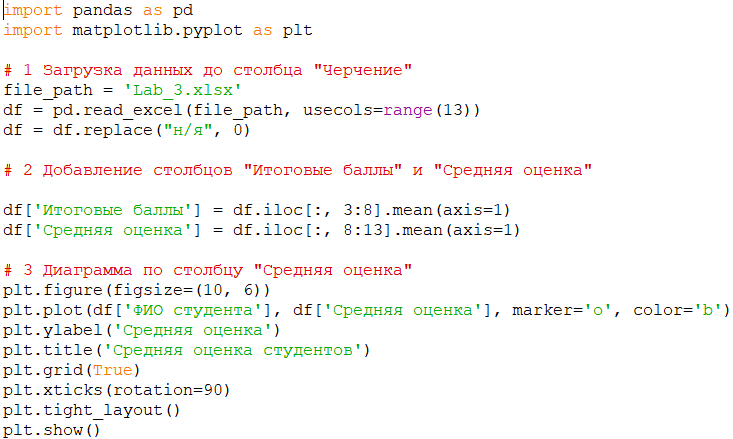 import pandas as pd
import matplotlib.pyplot as plt
# 1 Загрузка данных до столбца "Черчение"
file_path = 'Lab_3.xlsx'
df = pd.read_excel(file_path, usecols=range(13))
df = df.replace("н/я", 0)
# 2 Добавление столбцов "Итоговые баллы" и "Средняя оценка"
df['Итоговые баллы'] = df.iloc[:, 3:8].mean(axis=1)
df['Средняя оценка'] = df.iloc[:, 8:13].mean(axis=1)
# 3 Диаграмма по столбцу "Средняя оценка"
plt.figure(figsize=(10, 6))
plt.plot(df['ФИО студента'], df['Средняя оценка'], marker='o', color='b')
plt.ylabel('Средняя оценка')
plt.title('Средняя оценка студентов')
plt.grid(True)
plt.xticks(rotation=90)
plt.tight_layout()
plt.show()